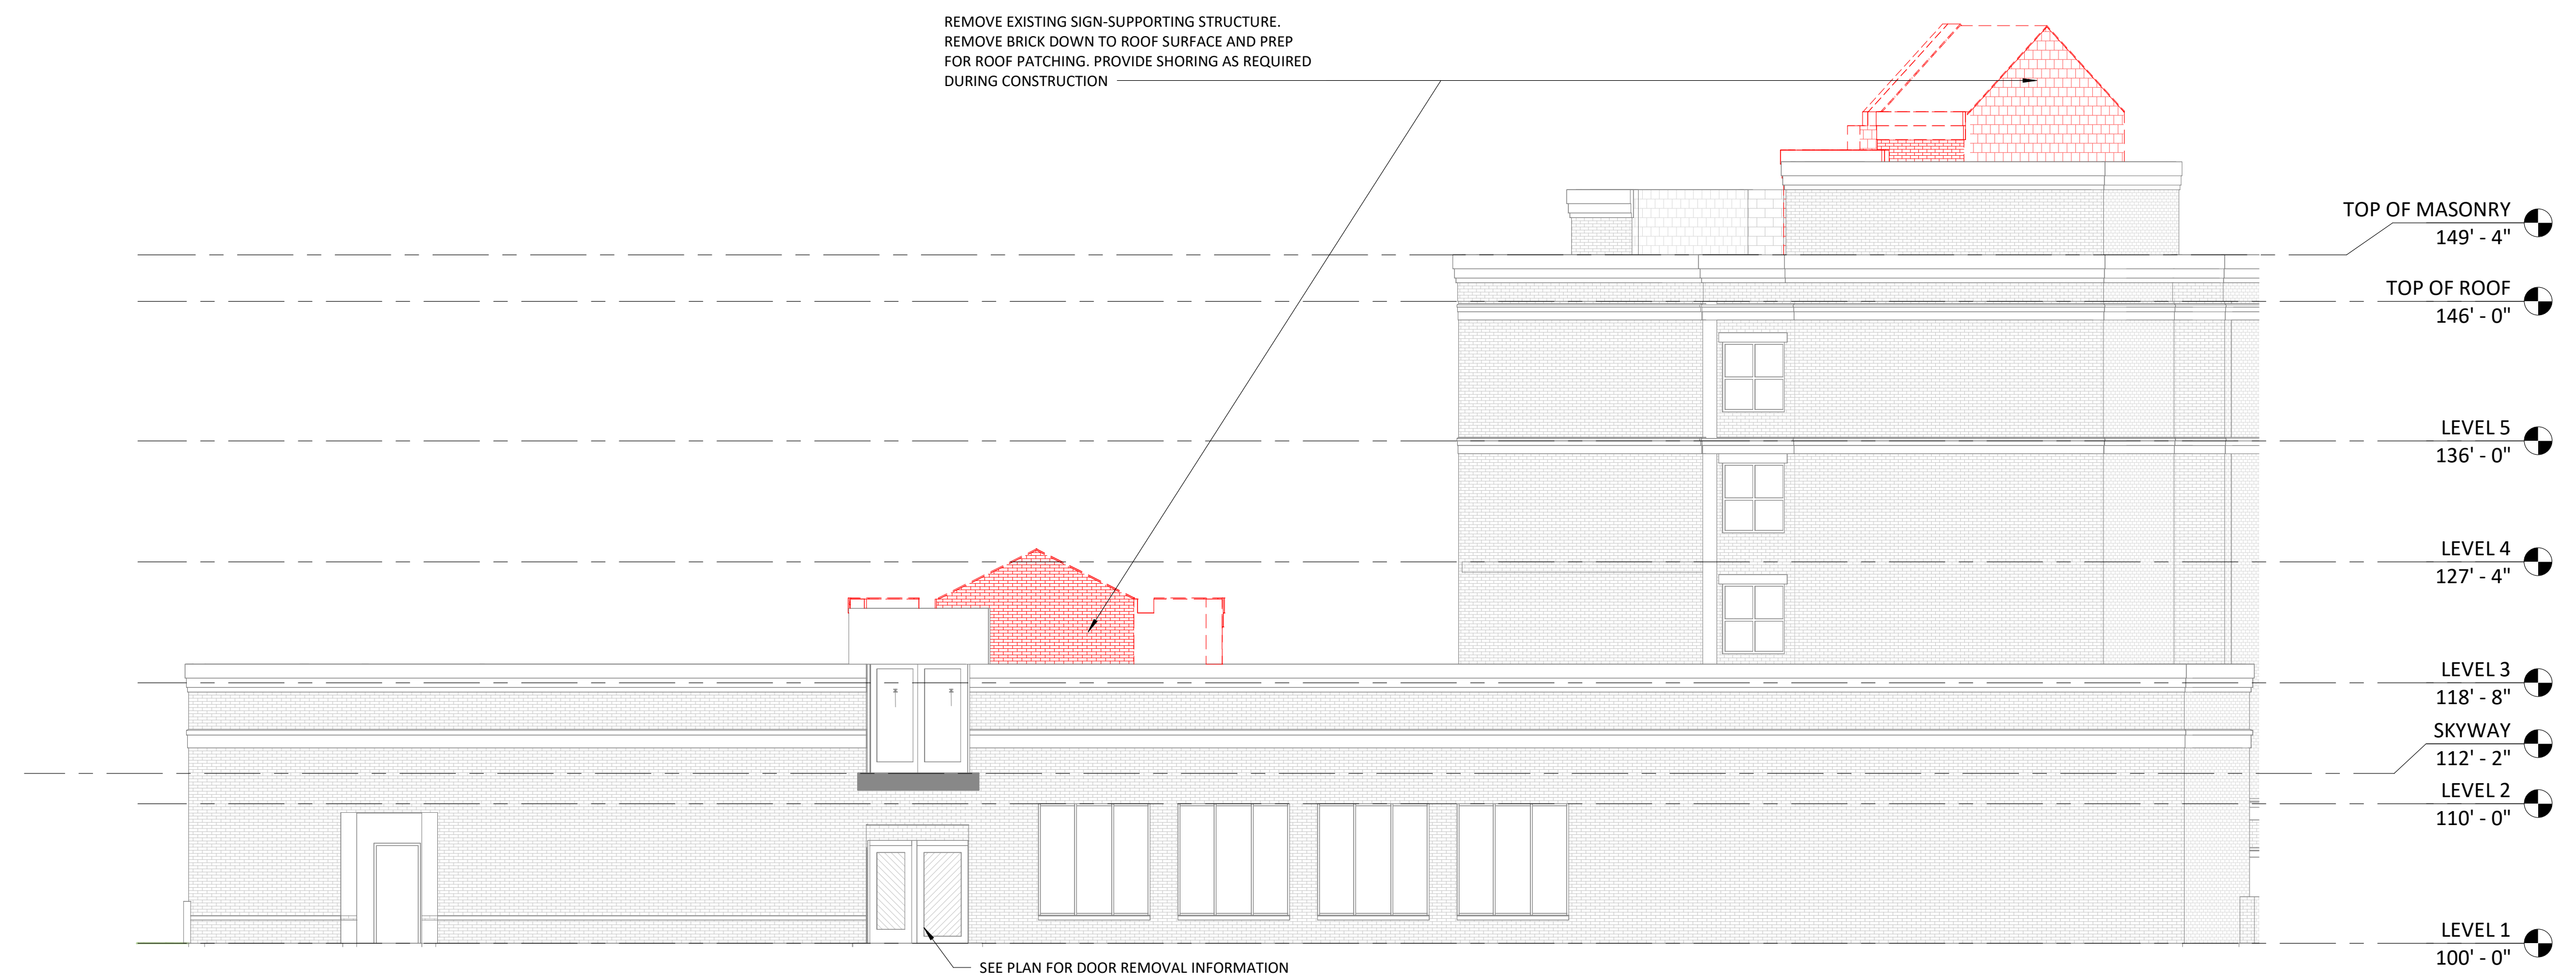 REMOVE EXISTING SIGN-SUPPORTING STRUCTURE.
REMOVE BRICK DOWN TO ROOF SURFACE AND PREP
FOR ROOF PATCHING. PROVIDE SHORING AS REQUIRED
DURING CONSTRUCTION
TOP OF MASONRY
149' - 4"
TOP OF ROOF
146' - 0"
LEVEL 5
136' - 0"
LEVEL 4
127' - 4"
LEVEL 3
118' - 8"
SKYWAY
112' - 2"
LEVEL 2
110' - 0"
LEVEL 1
100' - 0"
SEE PLAN FOR DOOR REMOVAL INFORMATION